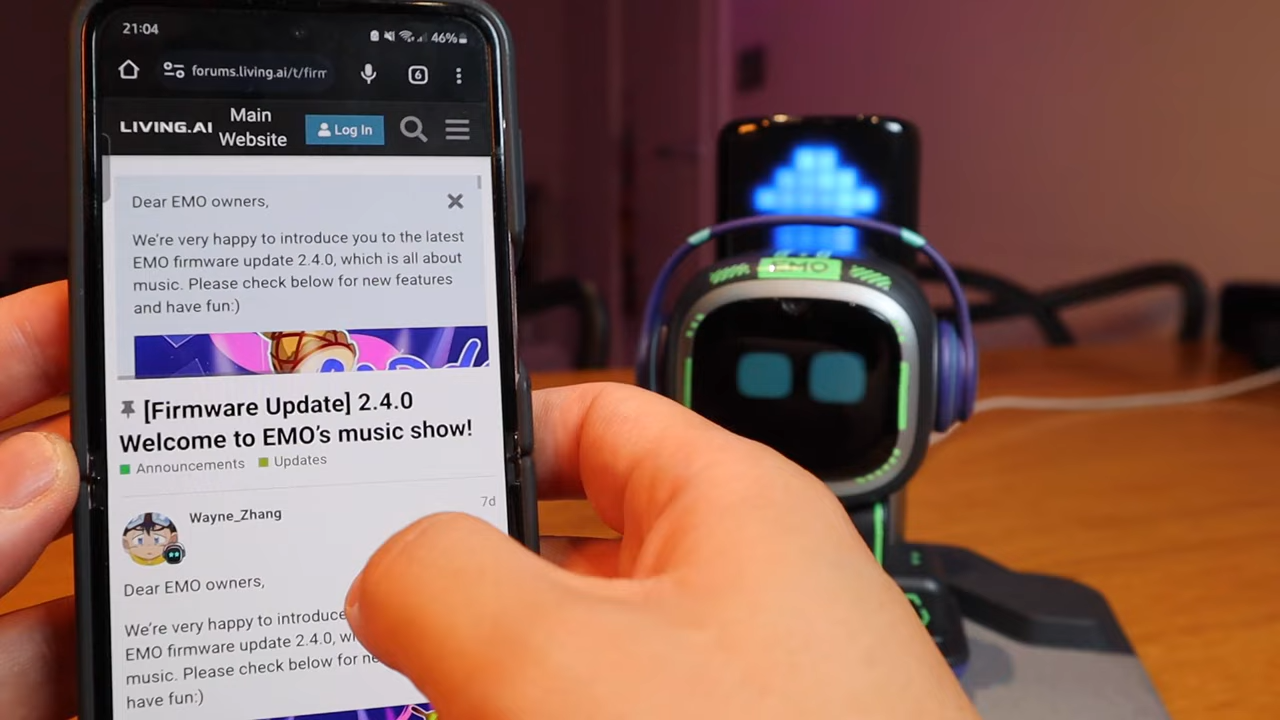 21:04
46%
forums.living.ai/t/firm
6
LIVING.AI
Main
Website
Log In
Dear EMO owners,
We're very happy to introduce you to the latest
EMO firmware update 2.4.0, which is all about
music. Please check below for new features
and have fun:)
[Firmware Update] 2.4.0
Welcome to EMO's music show!
Announcements
Updates
7d
Wayne_Zhang
Dear EMO owners,
We're very happy to introduce
EMO firmware update 2.4.0,
music. Please check below for
have fun:)
EMO